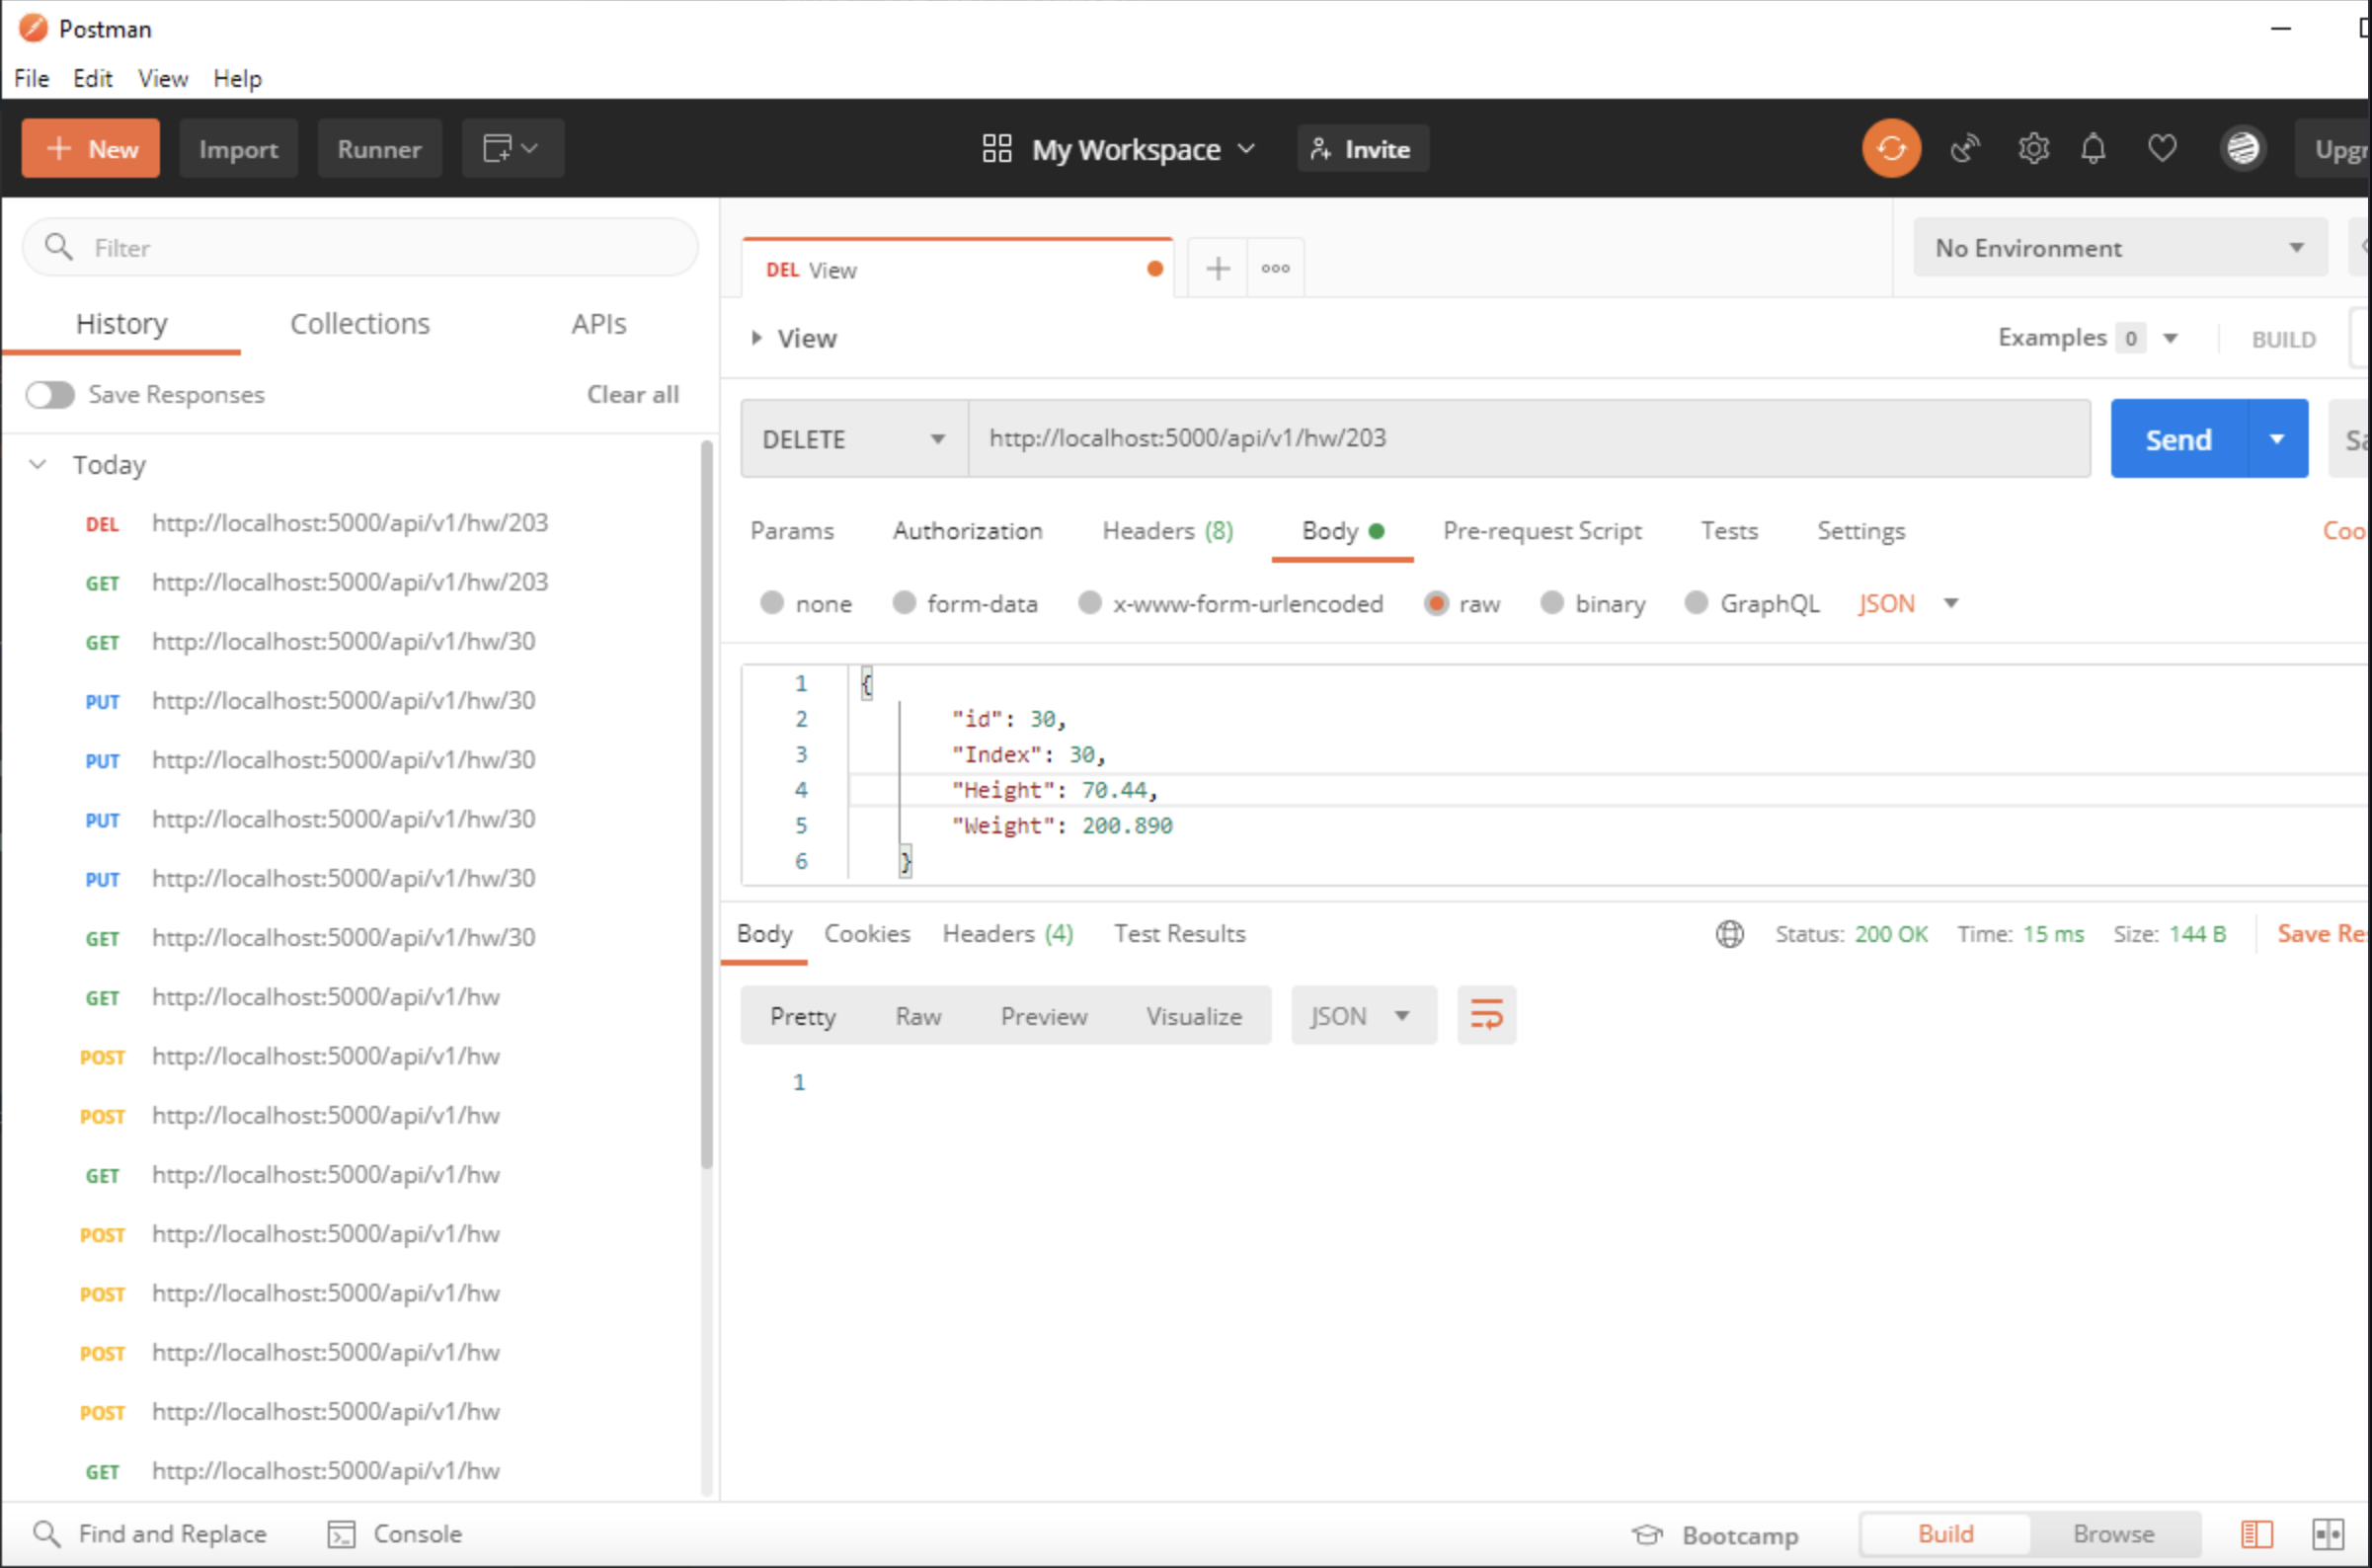 Postman
File Edit View Help
+ New Import Runner My Workspace Invite
Filter
History Collections APIs
Save Responses Clear all
Today
DEL http://localhost:5000/api/v1/hw/203
GET http://localhost:5000/api/v1/hw/203
GET http://localhost:5000/api/v1/hw/30
PUT http://localhost:5000/api/v1/hw/30
PUT http://localhost:5000/api/v1/hw/30
PUT http://localhost:5000/api/v1/hw/30
PUT http://localhost:5000/api/v1/hw/30
GET http://localhost:5000/api/v1/hw/30
GET http://localhost:5000/api/v1/hw
POST http://localhost:5000/api/v1/hw
POST http://localhost:5000/api/v1/hw
GET http://localhost:5000/api/v1/hw
POST http://localhost:5000/api/v1/hw
POST http://localhost:5000/api/v1/hw
POST http://localhost:5000/api/v1/hw
POST http://localhost:5000/api/v1/hw
GET http://localhost:5000/api/v1/hw
DEL View No Environment
View Examples 0 BUILD
DELETE http://localhost:5000/api/v1/hw/203 Send
Params Authorization Headers (8) Body Pre-request Script Tests Settings
none form-data x-www-form-urlencoded raw binary GraphQL JSON
1 {
2 "id": 30,
3 "Index": 30,
4 "Height": 70.44,
5 "Weight": 200.890
6 }
Body Cookies Headers (4) Test Results Status: 200 OK Time: 15 ms Size: 144 B Save Re
Pretty Raw Preview Visualize JSON
1
Find and Replace Console Bootcamp Build Browse